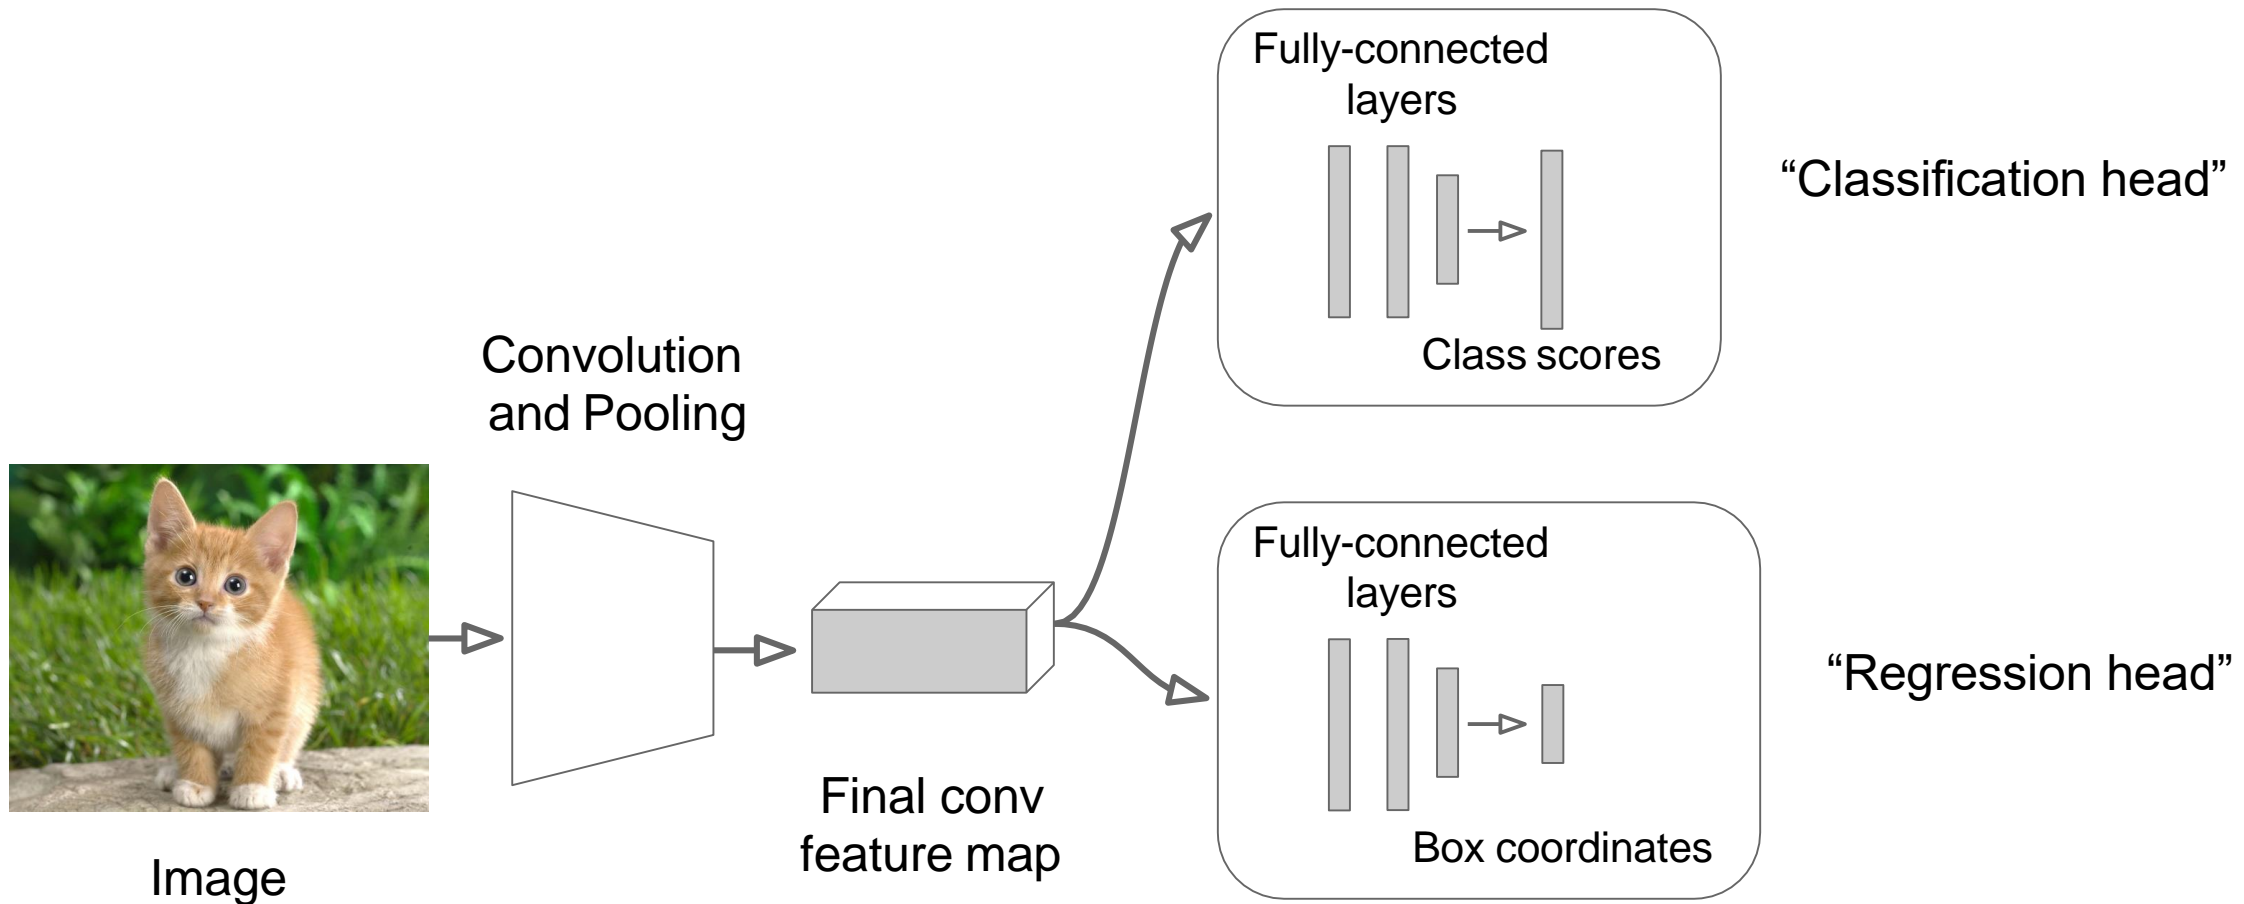 Fully-connected
layers
Class scores
“Classification head”
Convolution
and Pooling
Image
Final conv
feature map
Fully-connected
layers
Box coordinates
“Regression head”